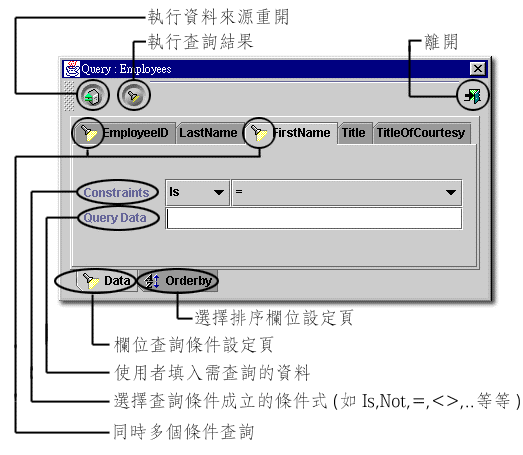 執行資料來源重開
執行查詢結果
離開
Query : Employees
EmployeeID LastName FirstName Title TitleOfCourtesy
Constraints Is =
Query Data
Data Orderby
選擇排序欄位設定頁
欄位查詢條件設定頁
使用者填入需查詢的資料
選擇查詢條件成立的條件式 ( 如 Is,Not,=,<>,..等等 )
同時多個條件查詢